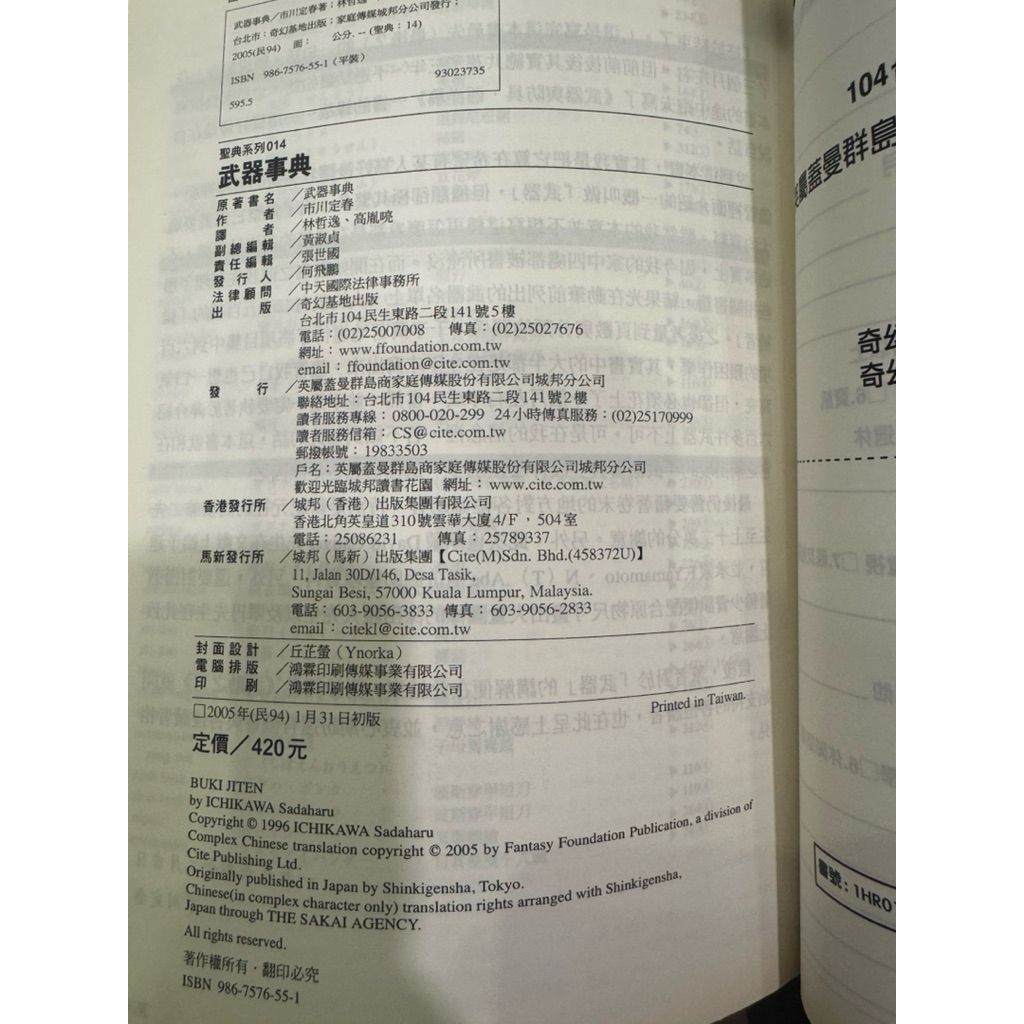 武器事典／市川定春著；林哲逸
台北市：奇幻基地出版；家庭傳媒城邦分公司發行；
2005(民94) 面： 公分. -- (聖典：14)
ISBN 986-7576-55-1 (平裝)
595.5 93023735
聖典系列014
武器事典
原著書名／武器事典
作者／市川定春
譯者／林哲逸、高胤喨
副總編輯／黃淑貞
責任編輯／張世國
發行人／何飛鵬
法律顧問／中天國際法律事務所
出版／奇幻基地出版
台北市104民生東路二段141號5樓
電話：(02)25007008 傳真：(02)25027676
網址：www.ffoundation.com.tw
email：ffoundation@cite.com.tw
發行／英屬蓋曼群島商家庭傳媒股份有限公司城邦分公司
聯絡地址：台北市104民生東路二段141號2樓
讀者服務專線：0800-020-299 24小時傳真服務：(02)25170999
讀者服務信箱：CS@cite.com.tw
郵撥帳號：19833503
戶名：英屬蓋曼群島商家庭傳媒股份有限公司城邦分公司
歡迎光臨城邦讀書花園 網址：www.cite.com.tw
香港發行所／城邦（香港）出版集團有限公司
香港北角英皇道310號雲華大廈4/F，504室
電話：25086231 傳真：25789337
馬新發行所／城邦（馬新）出版集團【Cite(M)Sdn. Bhd.(458372U)】
11, Jalan 30D/146, Desa Tasik,
Sungai Besi, 57000 Kuala Lumpur, Malaysia.
電話：603-9056-3833 傳真：603-9056-2833
email：citekl@cite.com.tw
封面設計／丘芷螢（Ynorka）
電腦排版／鴻霖印刷傳媒事業有限公司
印刷／鴻霖印刷傳媒事業有限公司
□2005年(民94) 1月31日初版 Printed in Taiwan.
定價／420元
BUKI JITEN
by ICHIKAWA Sadaharu
Copyright © 1996 ICHIKAWA Sadaharu
Complex Chinese translation copyright © 2005 by Fantasy Foundation Publication, a division of
Cite Publishing Ltd.
Originally published in Japan by Shinkigensha, Tokyo.
Chinese(in complex character only) translation rights arranged with Shinkigensha,
Japan through THE SAKAI AGENCY.
All rights reserved.
著作權所有・翻印必究
ISBN 986-7576-55-1
104
蓋曼群島
奇幻
奇幻
書號：1HR0